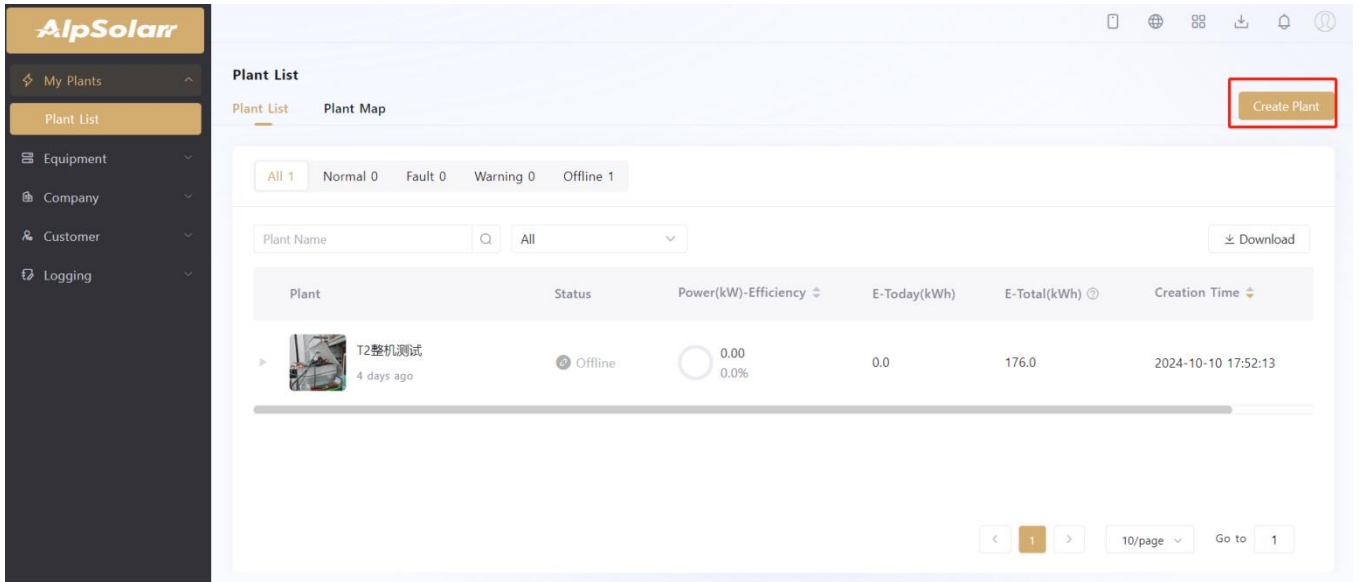 AlpSolarr
My Plants
Plant List
Equipment
Company
Customer
Logging
Plant List
Plant List Plant Map
Create Plant
All 1 Normal 0 Fault 0 Warning 0 Offline 1
Plant Name All Download
Plant Status Power(kW)-Efficiency E-Today(kWh) E-Total(kWh) Creation Time
T2整机测试
4 days ago
Offline
0.00
0.0%
0.0 176.0 2024-10-10 17:52:13
1 10/page Go to 1